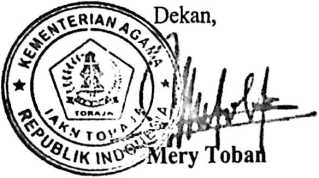 Dekan,
KEMENTERIAN AGAMA
TORAJA
IAKN TORAJA
REPUBLIK INDONESIA
Mery Toban